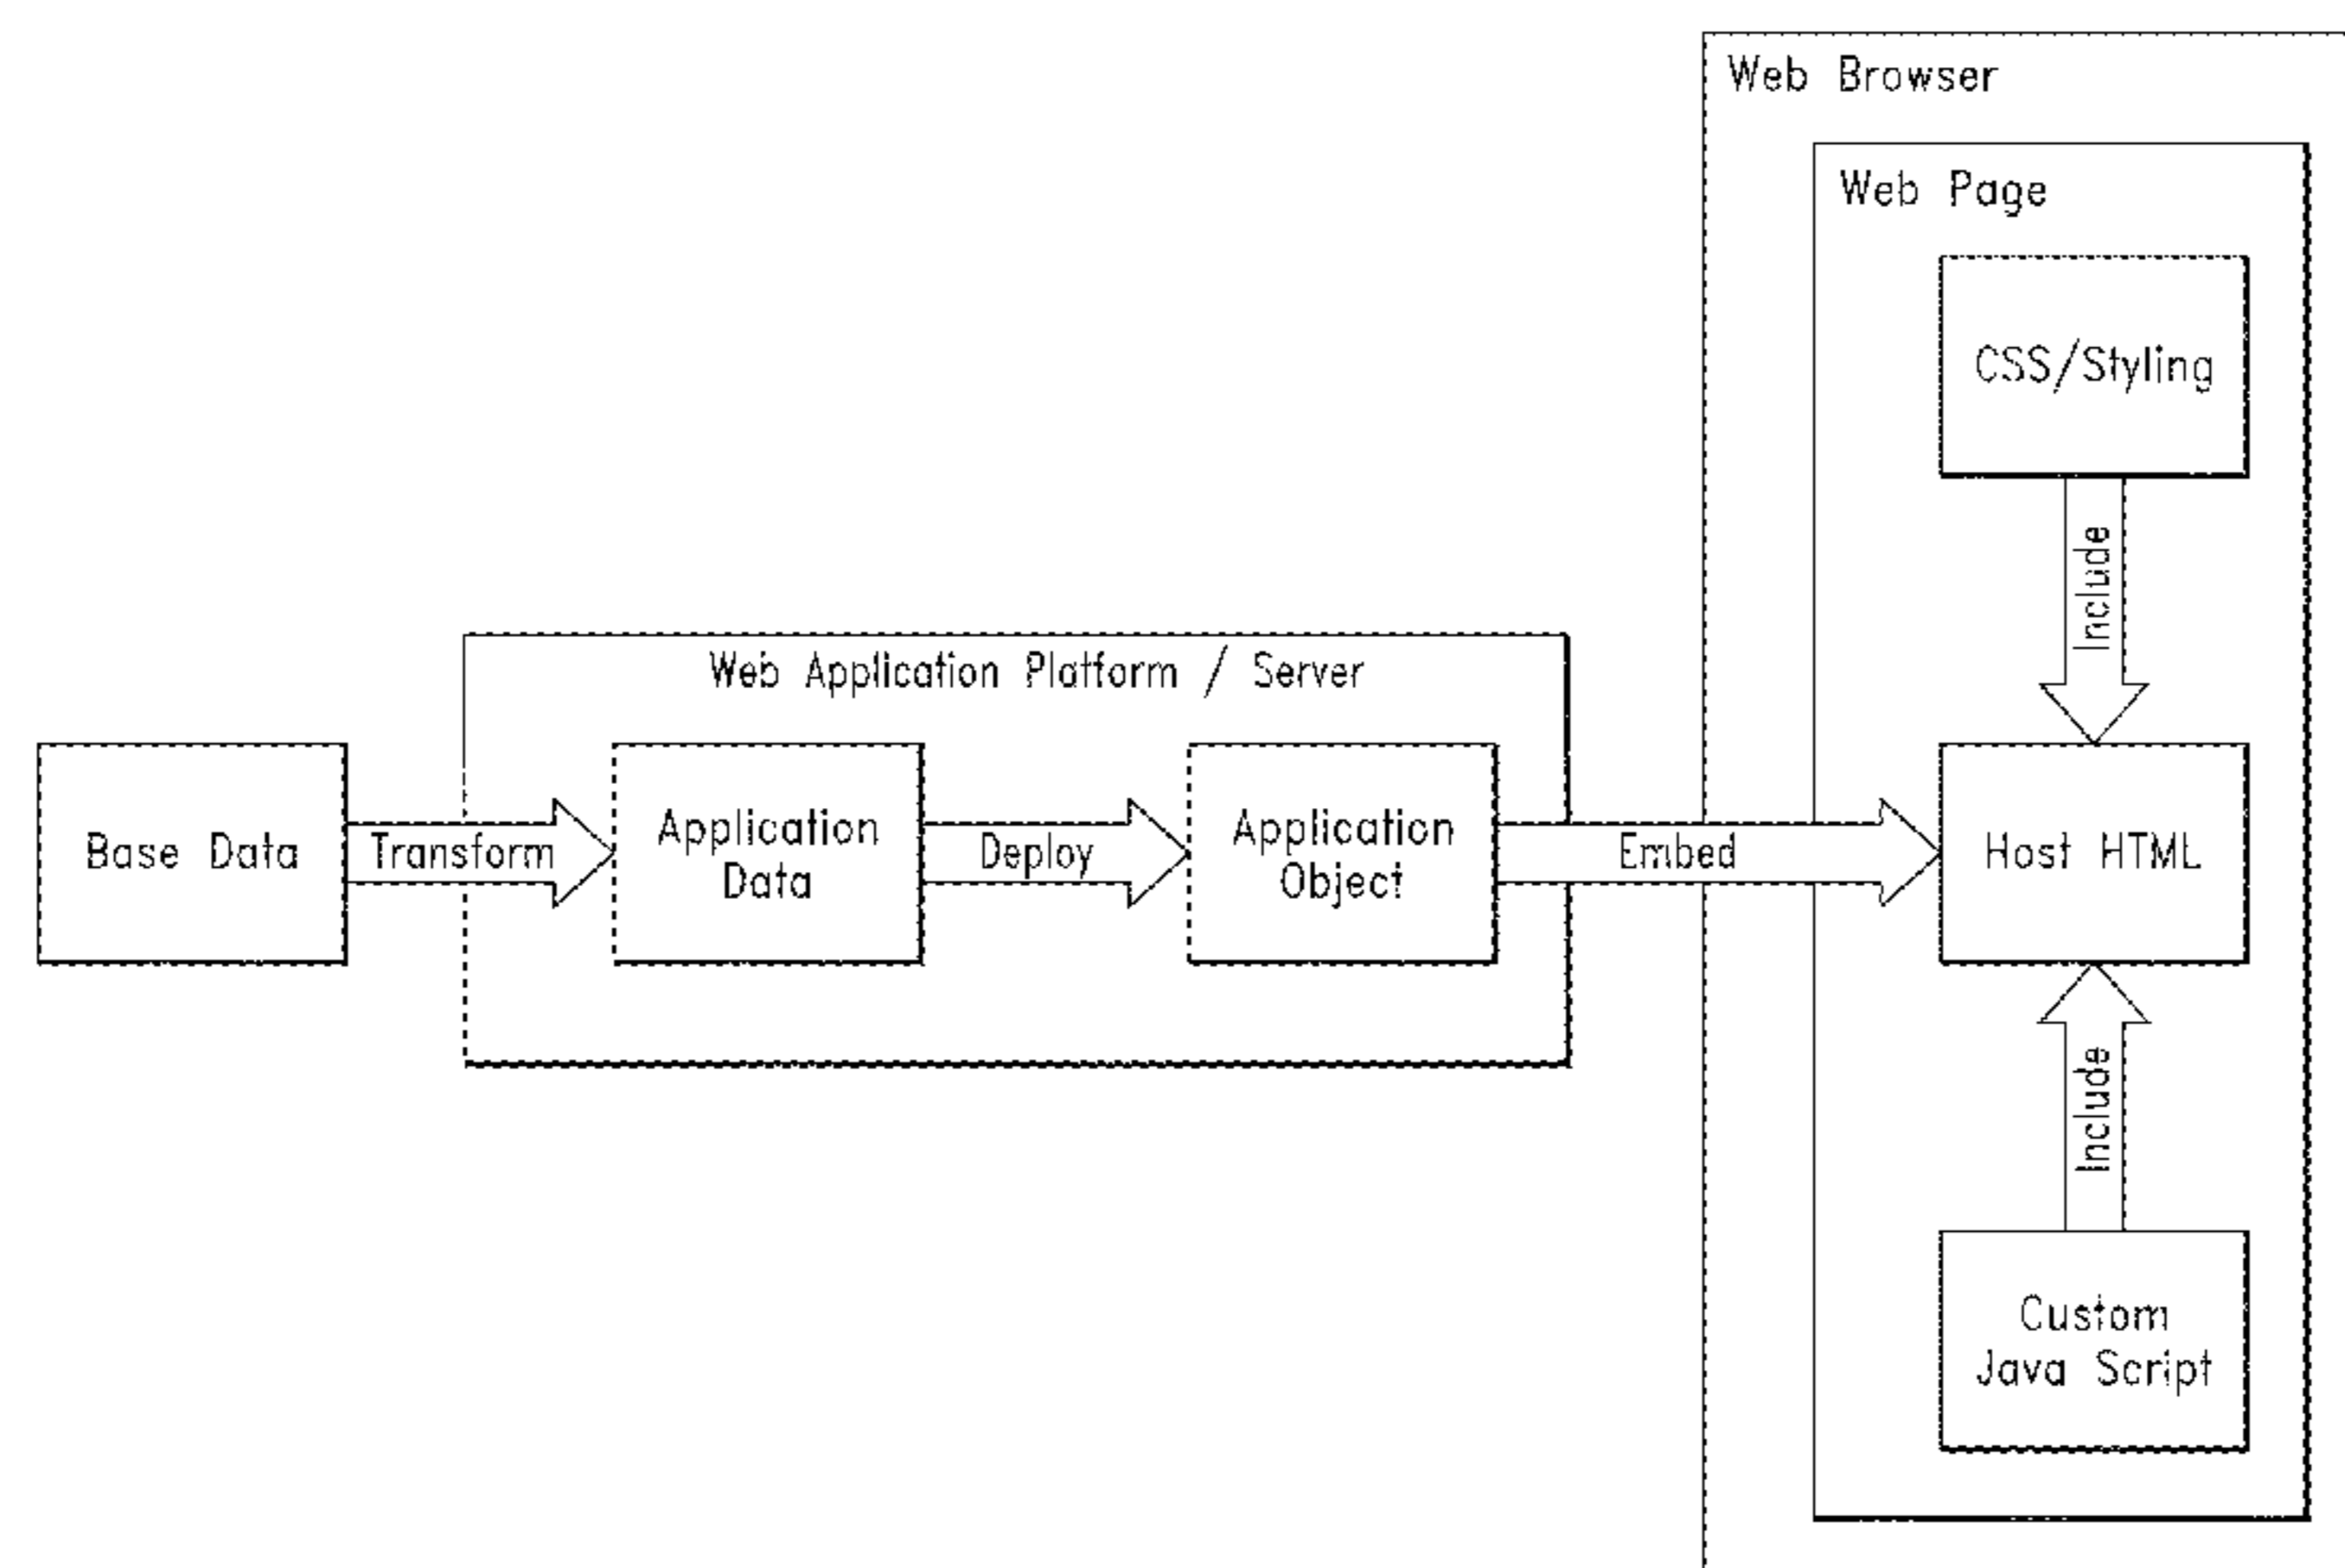 Web Browser
Web Page
CSS/Styling
Include
Web Application Platform / Server
Base Data
Transform
Application
Data
Deploy
Application
Object
Embed
Host HTML
Include
Custom
Java Script